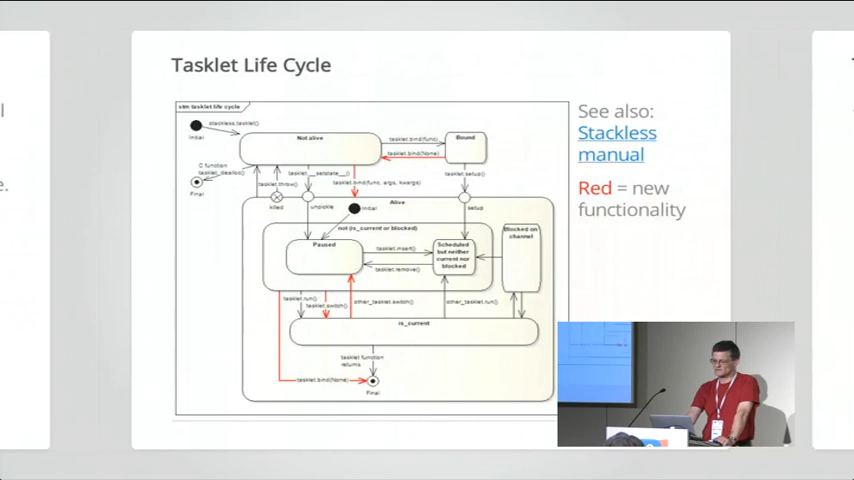 Tasklet Life Cycle
stm tasklet life cycle
stackless.tasklet()
Initial
Not alive
tasklet.bind(func)
tasklet.bind(None)
Bound
C function
tasklet_dealloc()
Final
tasklet.throw()
tasklet.__setstate__()
tasklet.bind(func, args, kwargs)
tasklet.setup()
killed
unpickle
Alive
setup
Initial
not (is_current or blocked)
Paused
tasklet.insert()
tasklet.remove()
Scheduled
but neither
current nor
blocked
Blocked on
channel
tasklet.run()
tasklet.switch()
other_tasklet.switch()
other_tasklet.run()
is_current
tasklet function
returns
tasklet.bind(None)
Final
See also:
Stackless
manual
Red = new
functionality
l
e.